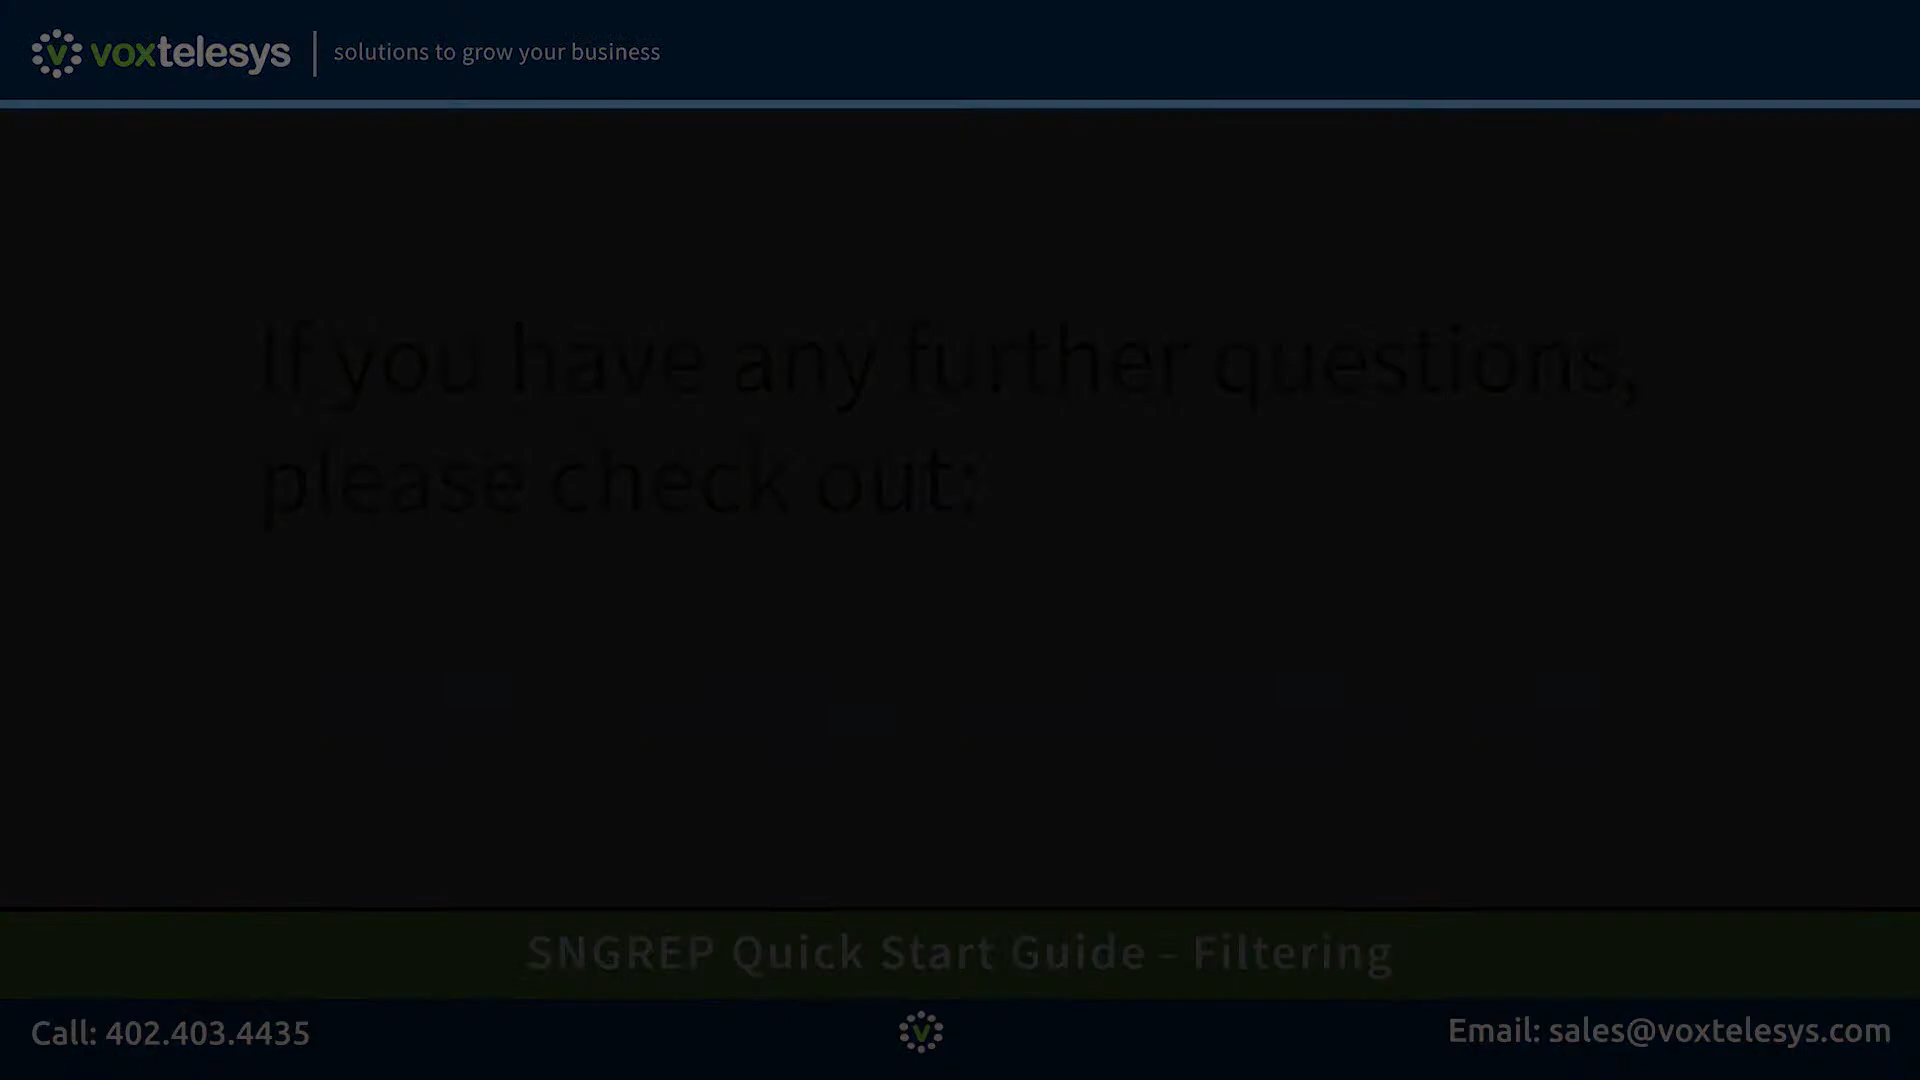 voxtelesys | solutions to grow your business
If you have any further questions,
please check out:
SNGREP Quick Start Guide - Filtering
Call: 402.403.4435
Email: sales@voxtelesys.com